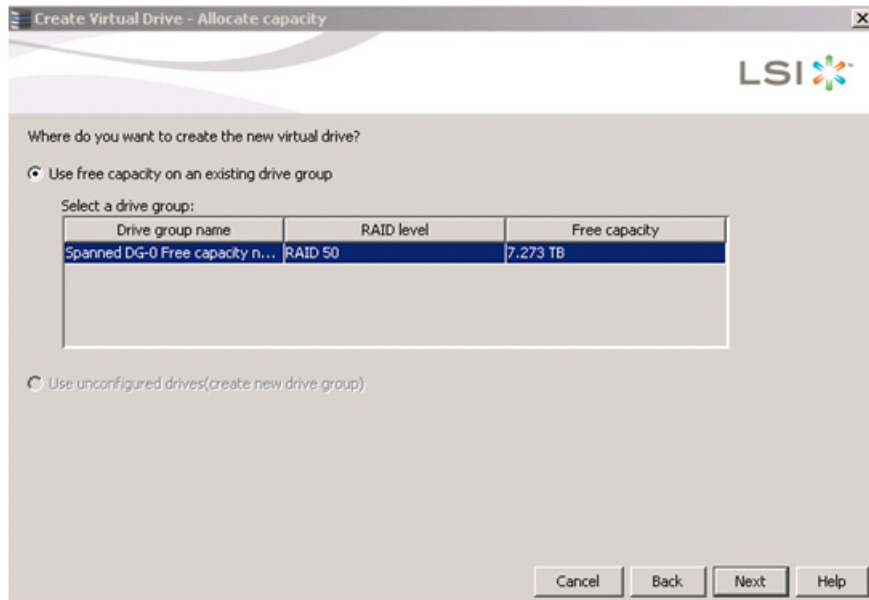 Create Virtual Drive - Allocate capacity
LSI
Where do you want to create the new virtual drive?
Use free capacity on an existing drive group
Select a drive group:
Drive group name RAID level Free capacity
Spanned DG-0 Free capacity n... RAID 50 7.273 TB
Use unconfigured drives(create new drive group)
Cancel Back Next Help